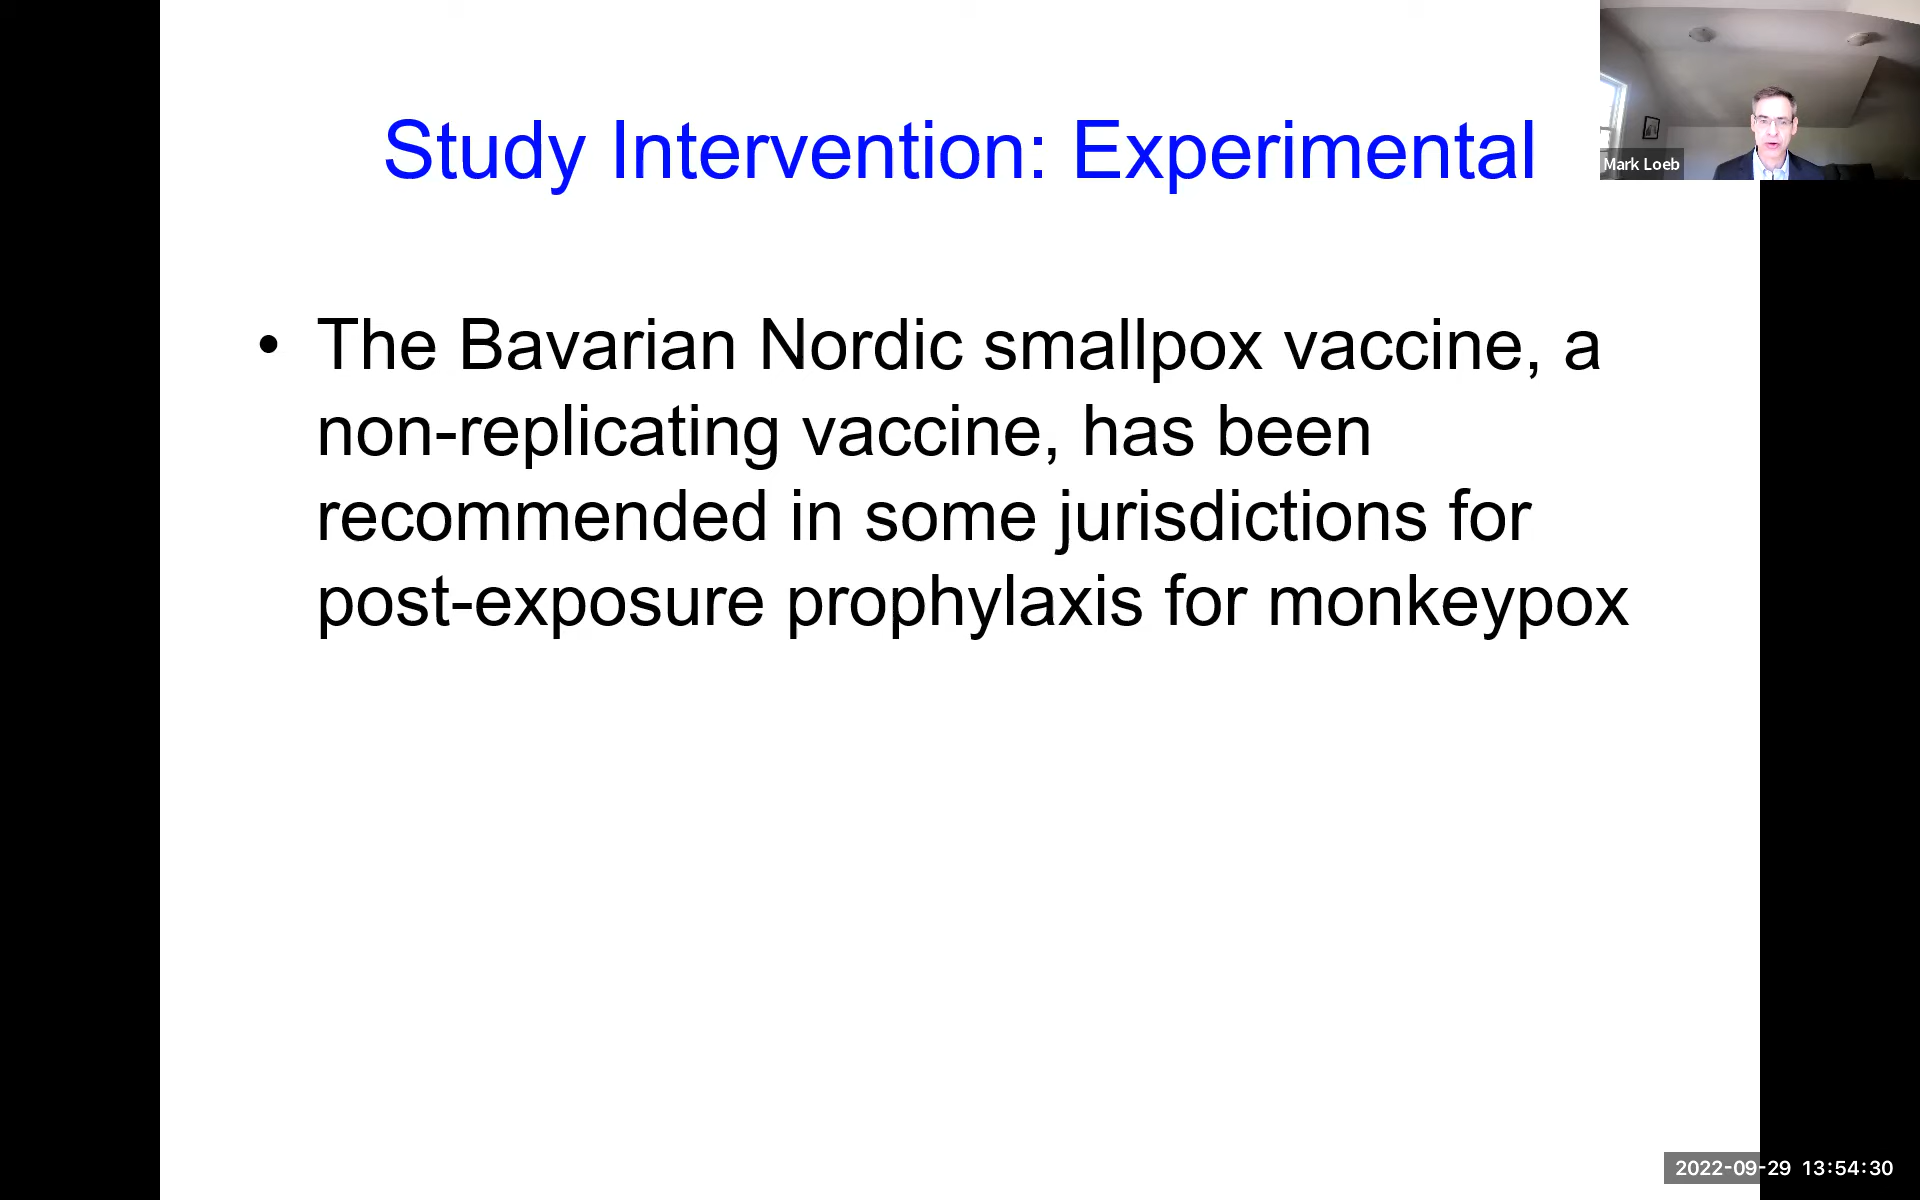 Study Intervention: Experimental
Mark Loeb
• The Bavarian Nordic smallpox vaccine, a
non-replicating vaccine, has been
recommended in some jurisdictions for
post-exposure prophylaxis for monkeypox
2022-09-29 13:54:30